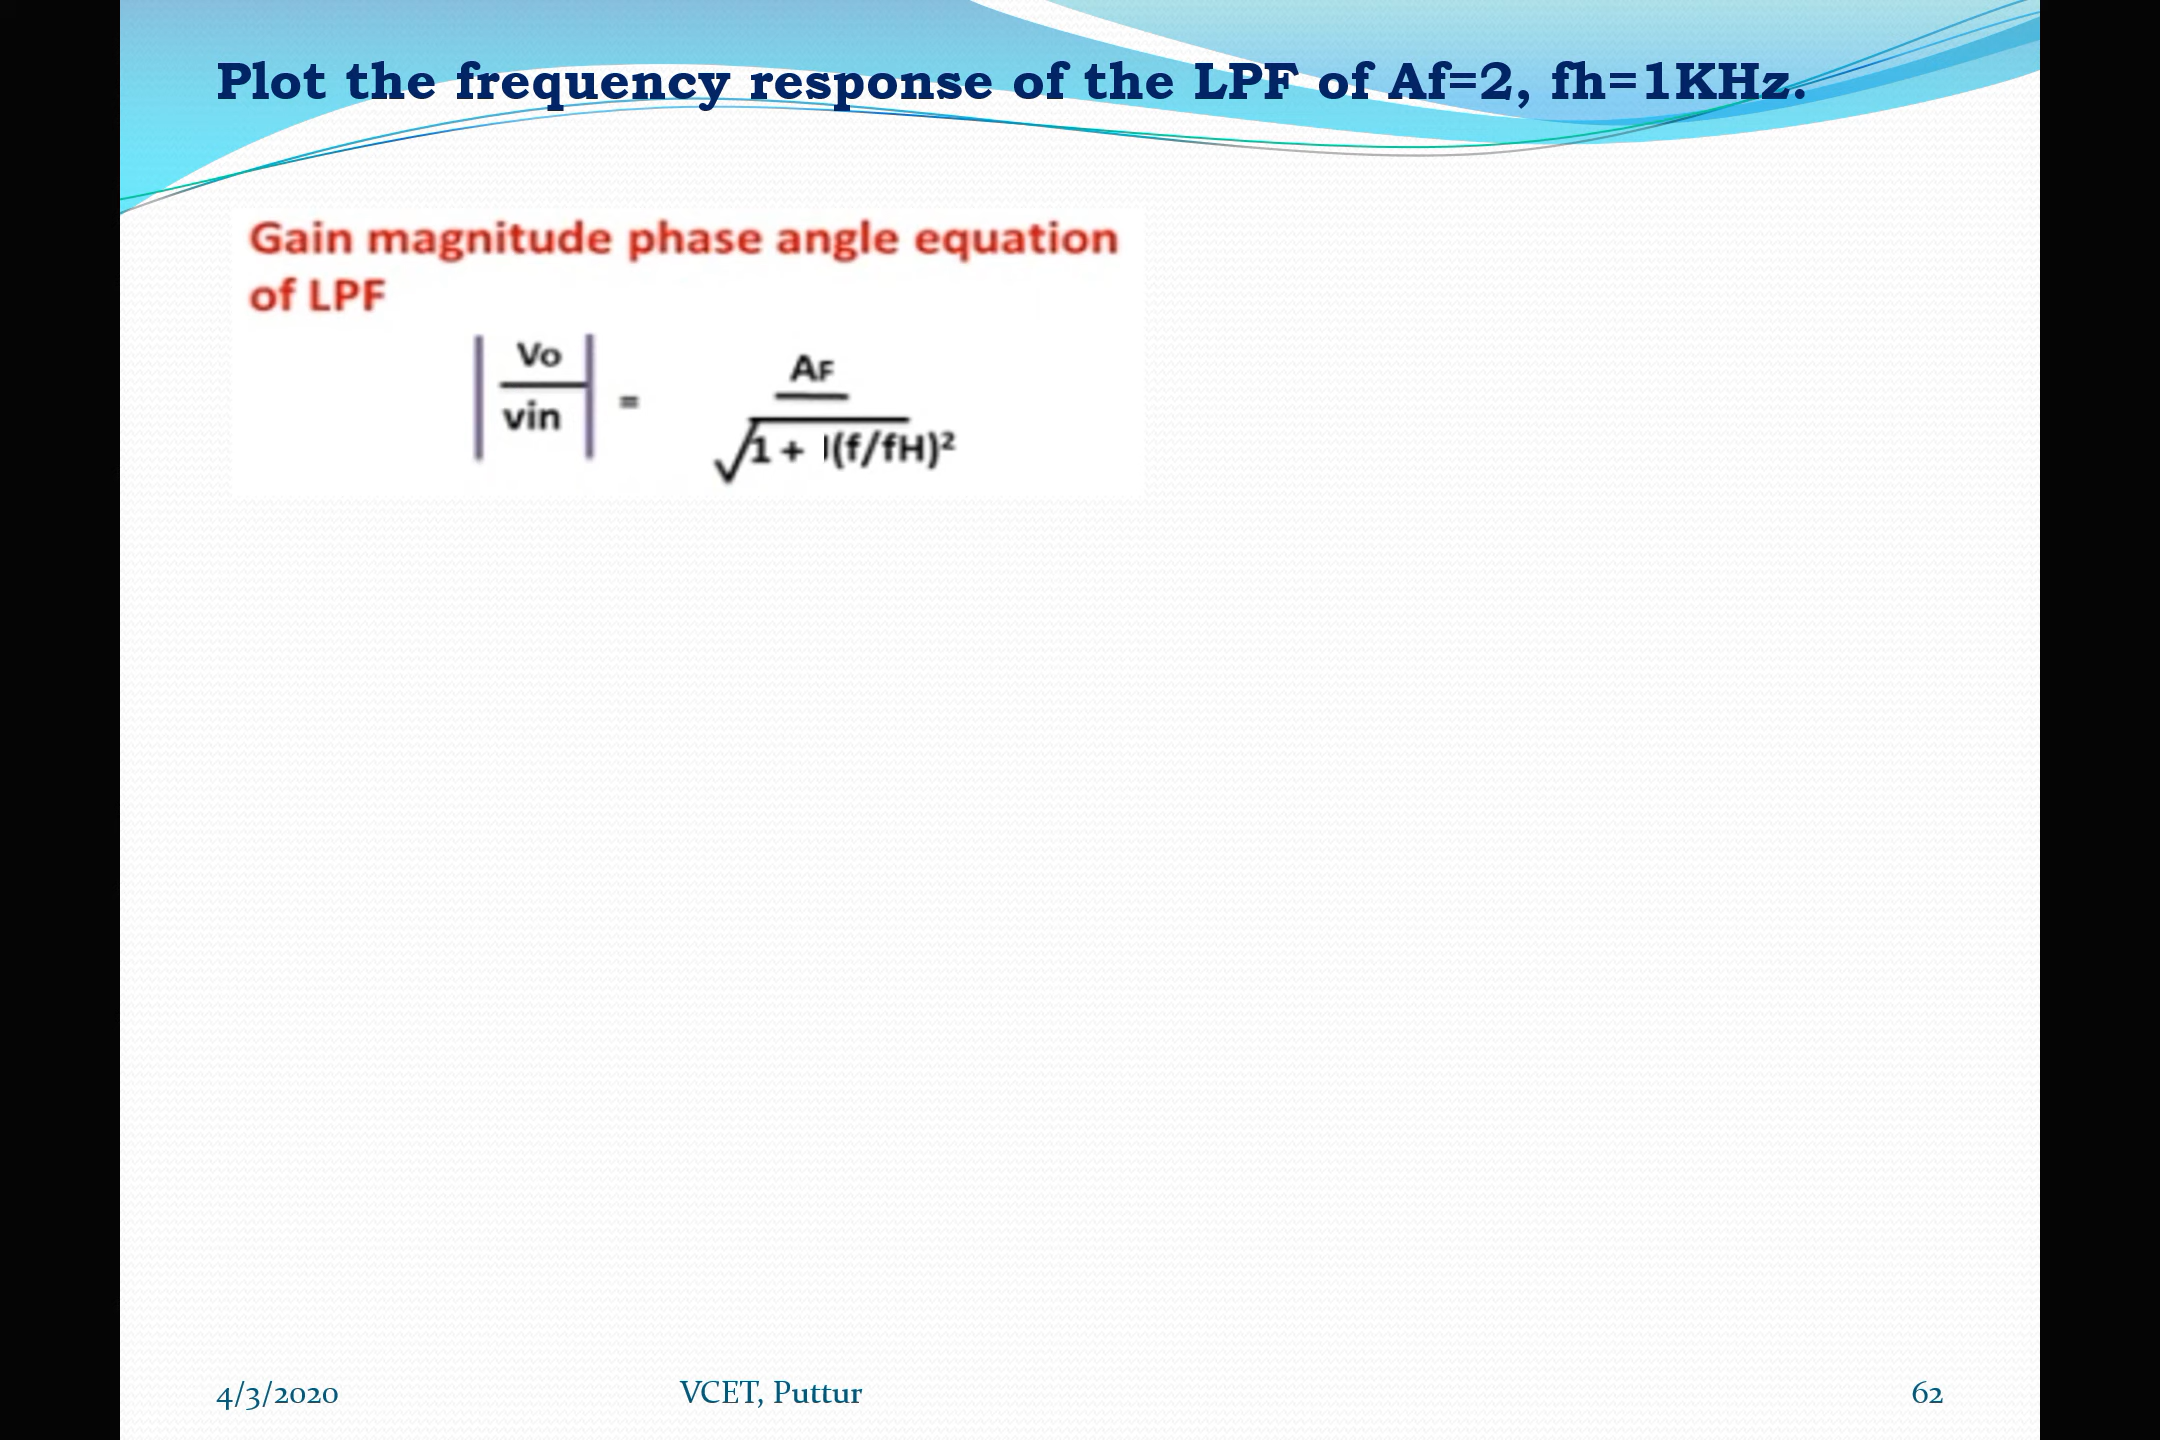 Plot the frequency response of the LPF of Af=2, fh=1KHz.
Gain magnitude phase angle equation
of LPF
|Vo/vin| = AF/√1 + J(f/fH)²
4/3/2020 VCET, Puttur 62